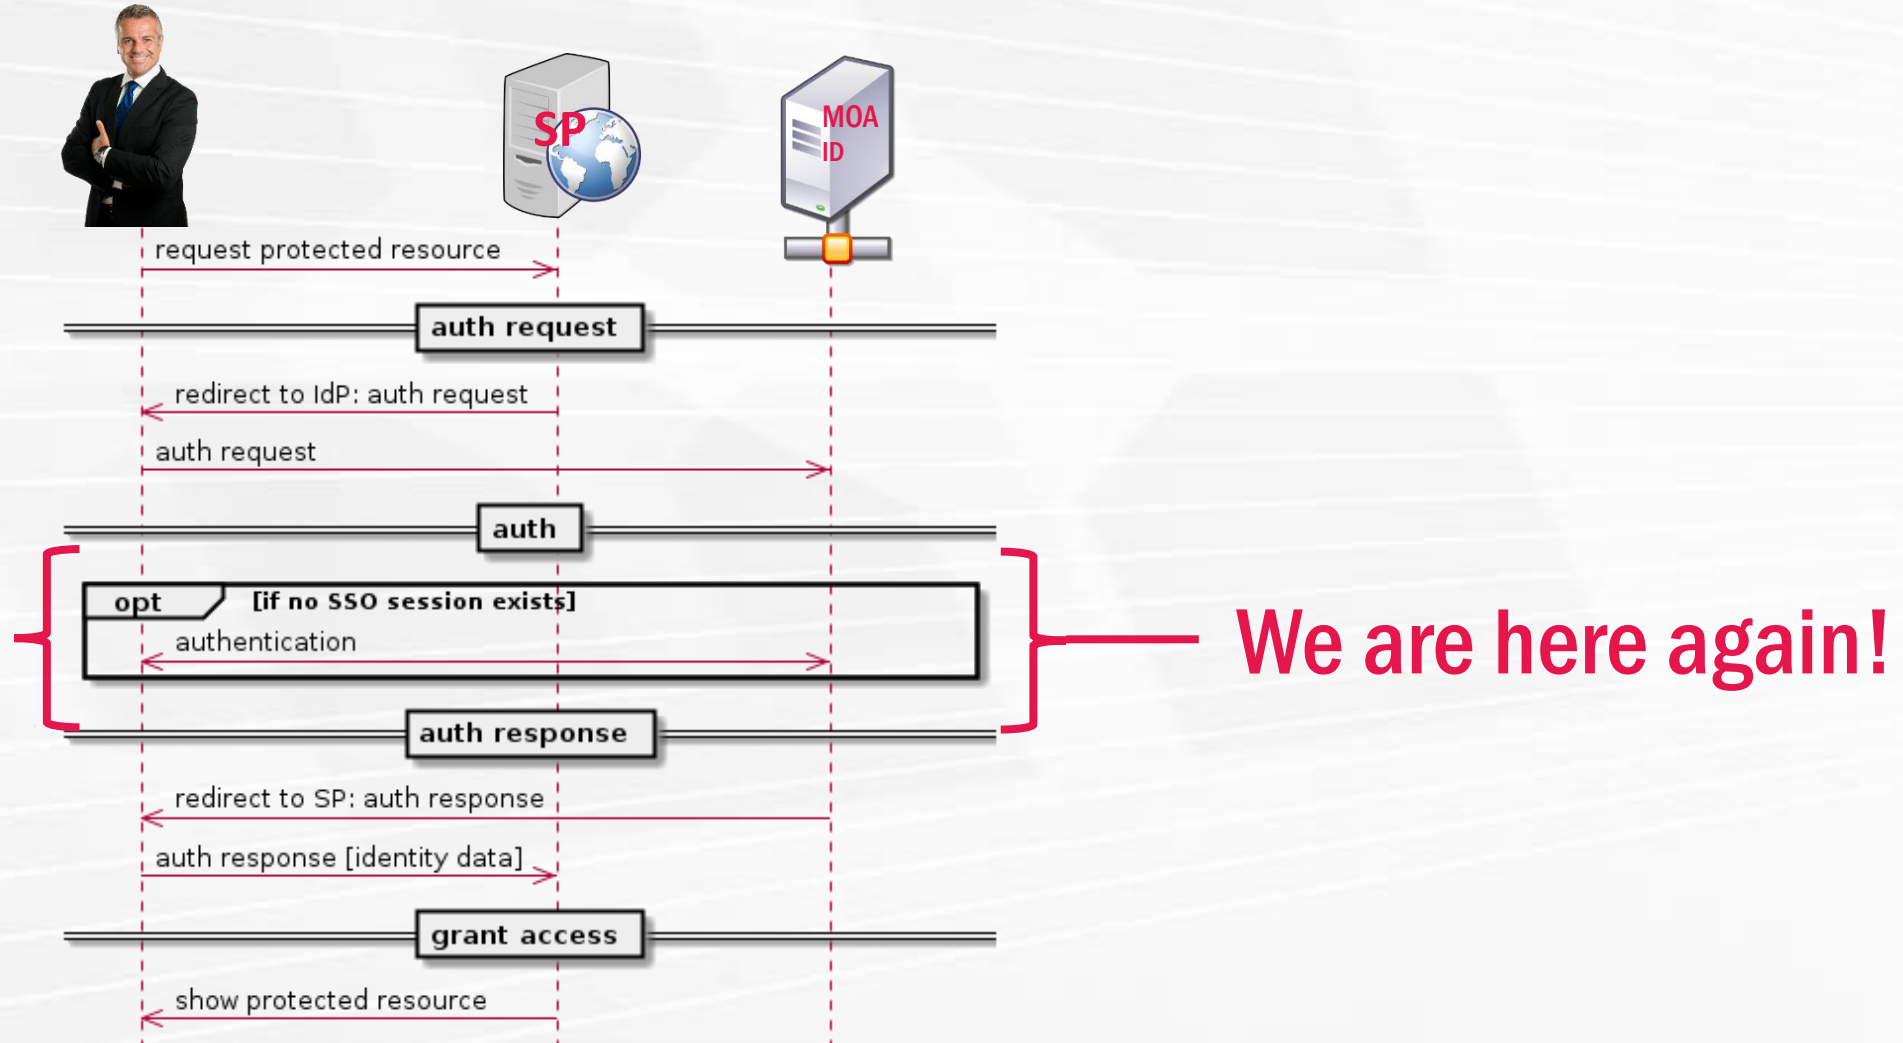 SP
MOA
ID
request protected resource
auth request
redirect to IdP: auth request
auth request
auth
opt
[if no SSO session exists]
authentication
We are here again!
auth response
redirect to SP: auth response
auth response [identity data]
grant access
show protected resource